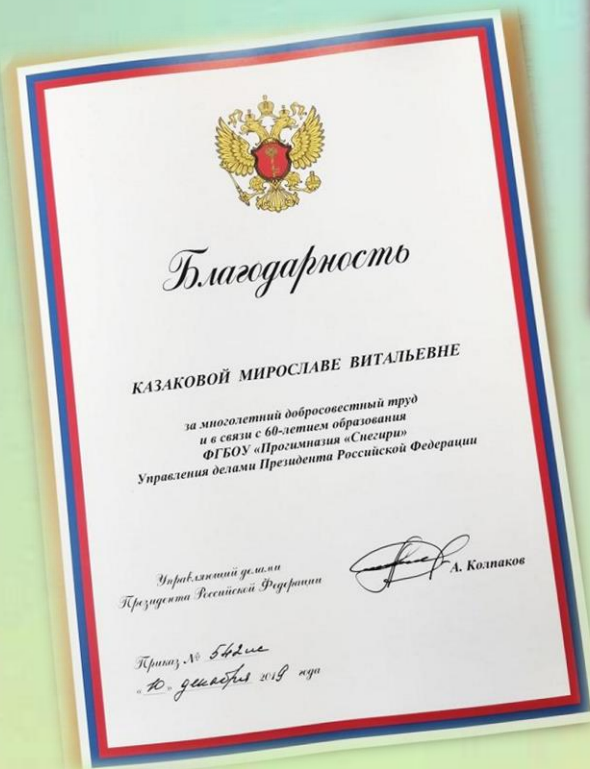 Благодарность
КАЗАКОВОЙ МИРОСЛАВЕ ВИТАЛЬЕВНЕ
за многолетний добросовестный труд
и в связи с 60-летием образования
ФГБОУ «Прогимназия «Снегири»
Управления делами Президента Российской Федерации
Управляющий делами
Президента Российской Федерации
А. Колпаков
Приказ № 542лс
«10» декабря 2019 года